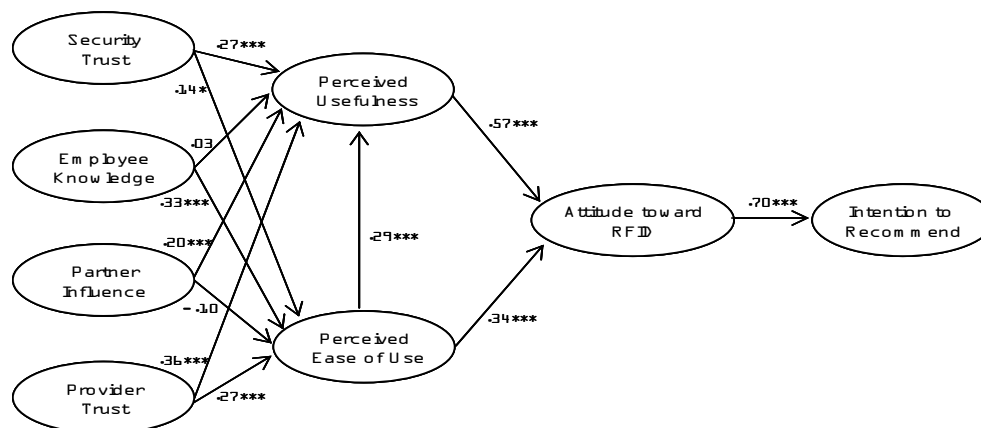 Security
Trust
.27***
.14*
Perceived
Usefulness
Employee
Knowledge
.03
.33***
.57***
Partner
Influence
.20***
-.10
.29***
Attitude toward
RFID
.70***
Intention to
Recommend
Provider
Trust
.36***
.27***
Perceived
Ease of Use
.34***